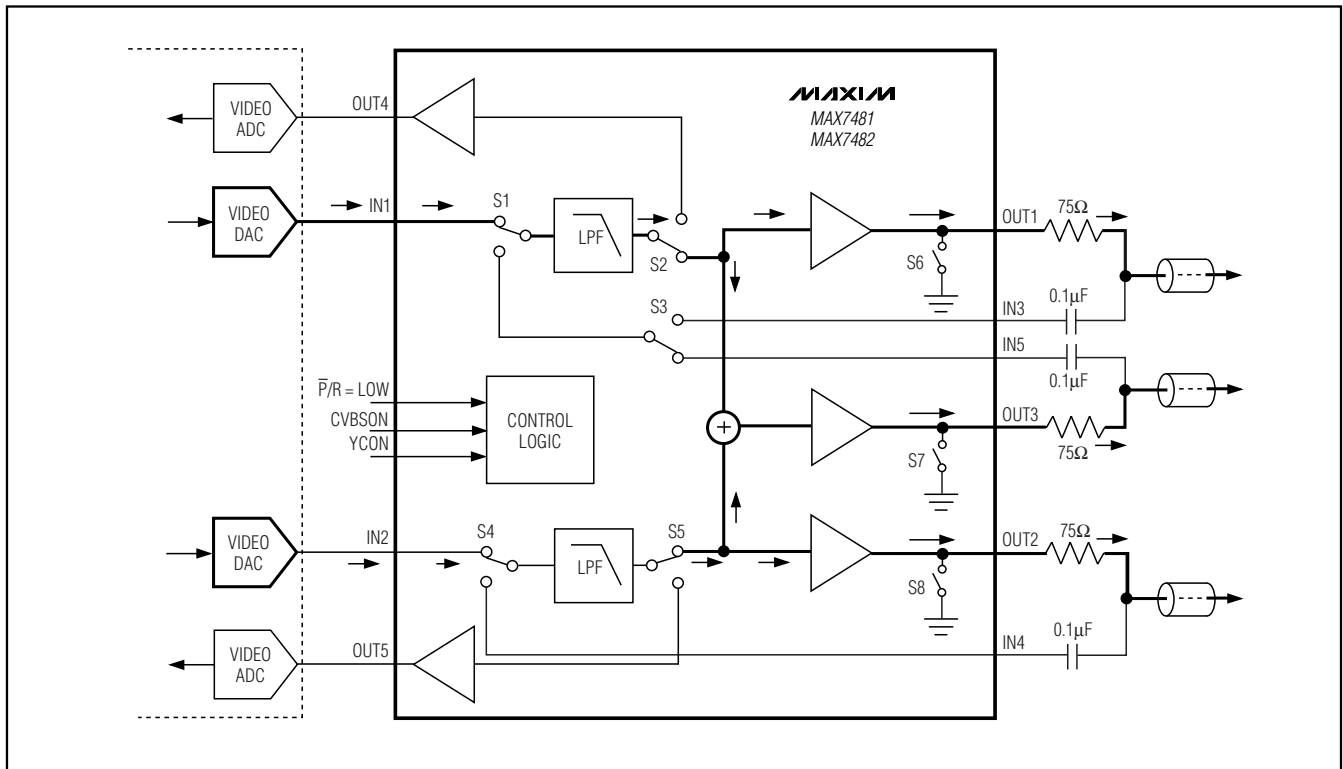 VIDEO
ADC
OUT4
MAXIM
MAX7481
MAX7482
VIDEO
DAC
IN1
S1
LPF
S2
S6
OUT1
75Ω
0.1µF
IN3
S3
IN5
0.1µF
P̅/R = LOW
CVBSON
YCON
CONTROL
LOGIC
+
S7
OUT3
75Ω
VIDEO
DAC
IN2
S4
LPF
S5
S8
OUT2
75Ω
0.1µF
IN4
VIDEO
ADC
OUT5